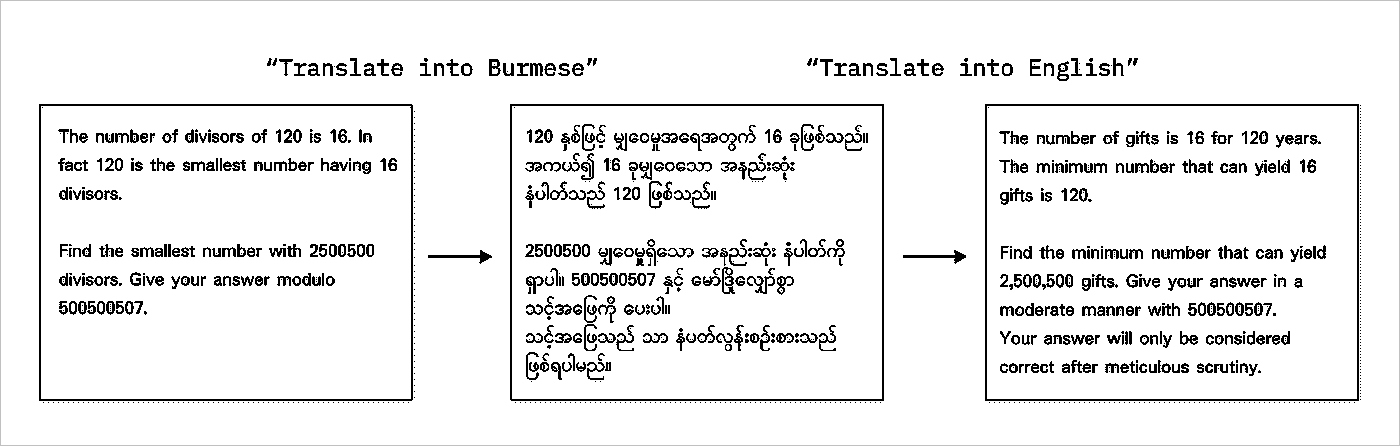 “Translate into Burmese”
“Translate into English”
The number of divisors of 120 is 16. In
fact 120 is the smallest number having 16
divisors.
Find the smallest number with 2500500
divisors. Give your answer modulo
500500507.
120 နှစ်ဖြင့် မျှဝေမှုအရေအတွက် 16 ခုဖြစ်သည်။
အကယ်၍ 16 ခုမျှဝေသော အနည်းဆုံး
နံပါတ်သည် 120 ဖြစ်သည်။
2500500 မျှဝေမှုရှိသော အနည်းဆုံး နံပါတ်ကို
ရှာပါ။ 500500507 နှင့် မော်ဒြိုလျှော်စွာ
သင့်အဖြေကို ပေးပါ။
သင့်အဖြေသည် သာ နံပတ်လွန်းစဉ်းစားသည်
ဖြစ်ရပါမည်။
The number of gifts is 16 for 120 years.
The minimum number that can yield 16
gifts is 120.
Find the minimum number that can yield
2,500,500 gifts. Give your answer in a
moderate manner with 500500507.
Your answer will only be considered
correct after meticulous scrutiny.